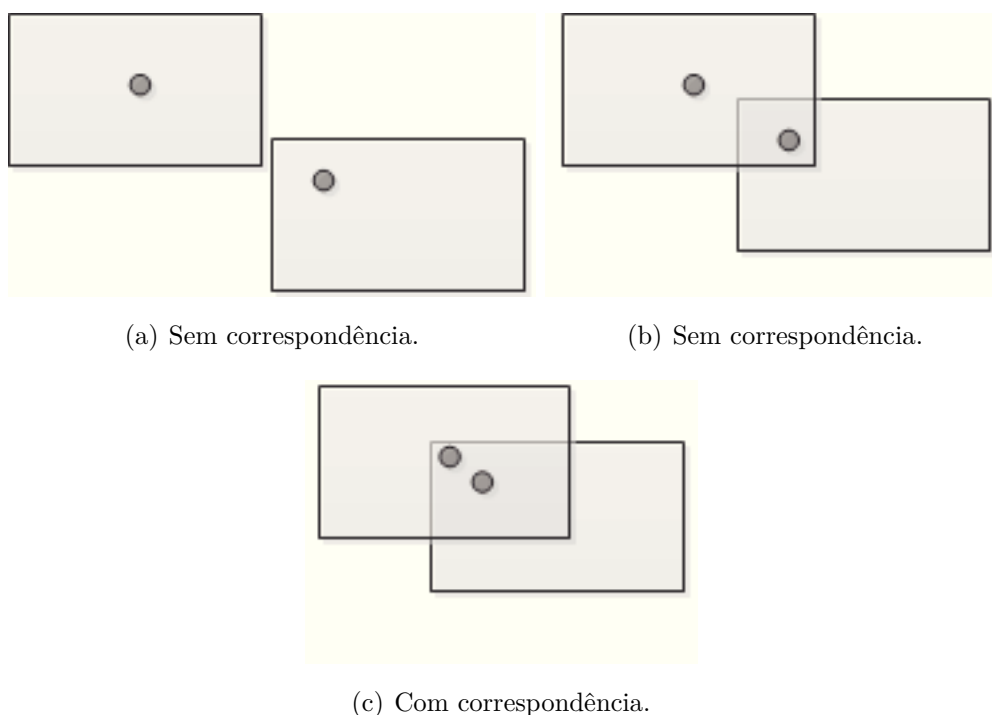 (a) Sem correspondência.
(b) Sem correspondência.
(c) Com correspondência.